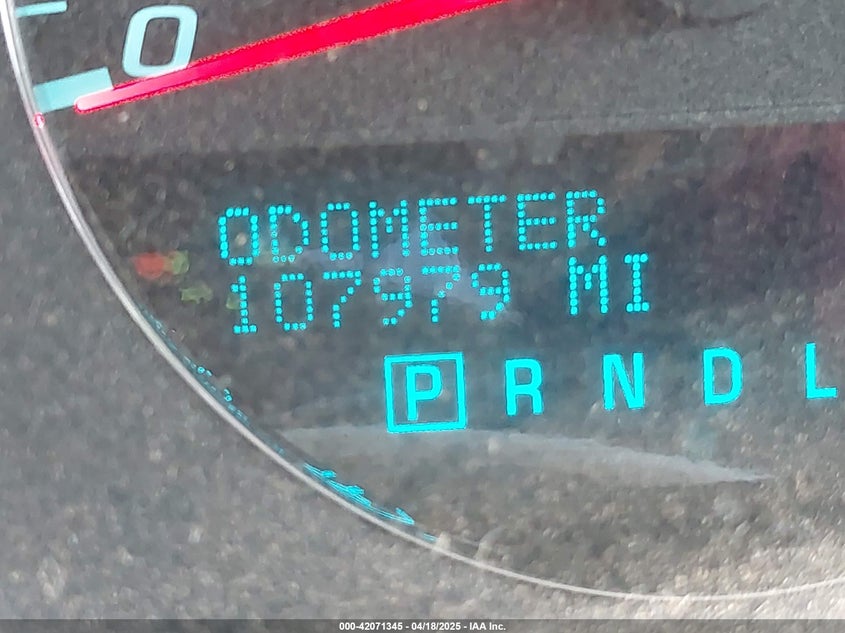 0
ODOMETER
107979 MI
P R N D L
000-42071345 - 04/18/2025 - IAA Inc.